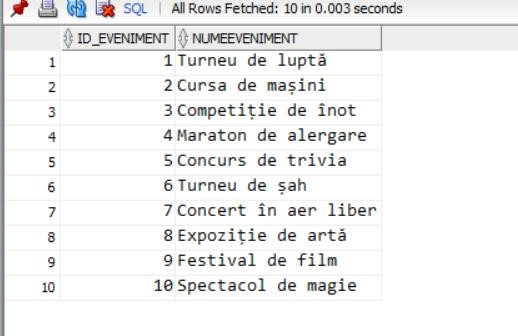 SQL | All Rows Fetched: 10 in 0.003 seconds
ID_EVENIMENT NUMEEVENIMENT
1 1 Turneu de luptă
2 2 Cursa de mașini
3 3 Competiție de înot
4 4 Maraton de alergare
5 5 Concurs de trivia
6 6 Turneu de șah
7 7 Concert în aer liber
8 8 Expoziție de artă
9 9 Festival de film
10 10 Spectacol de magie